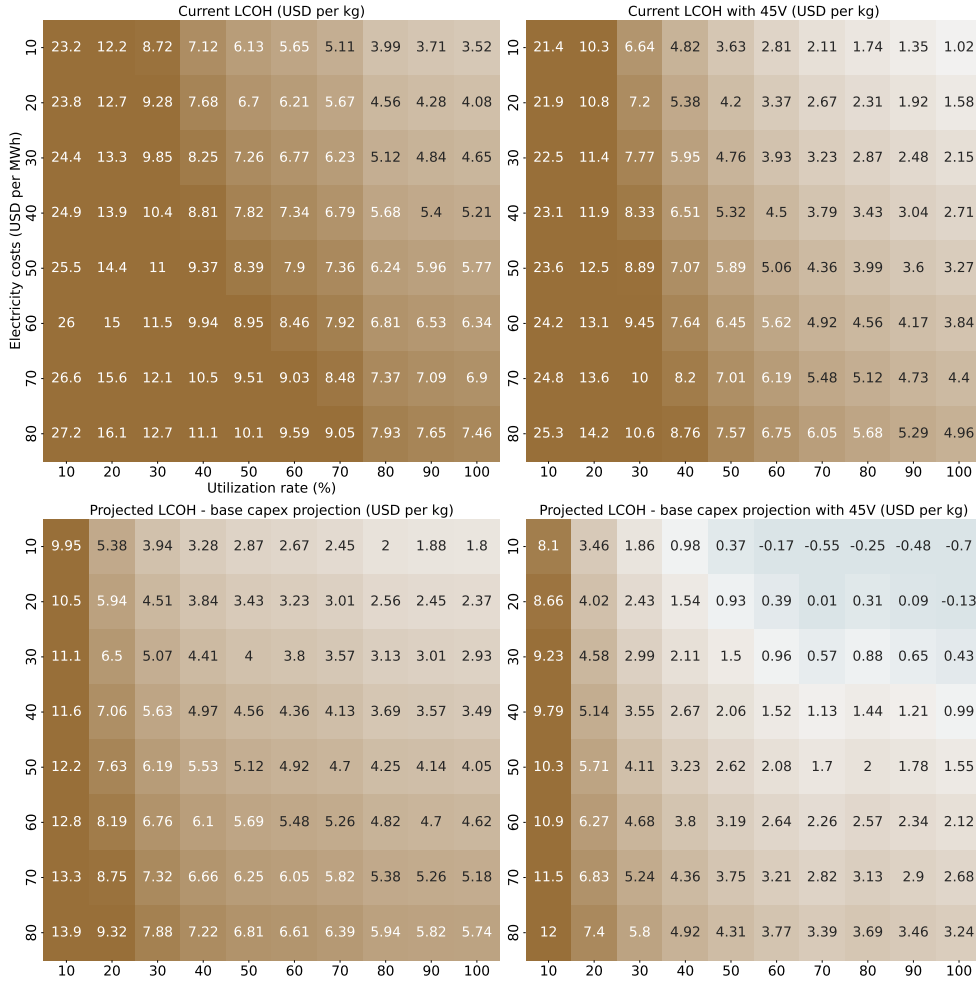 Current LCOH (USD per kg)
Electricity costs (USD per MWh)
10 23.2 12.2 8.72 7.12 6.13 5.65 5.11 3.99 3.71 3.52
20 23.8 12.7 9.28 7.68 6.7 6.21 5.67 4.56 4.28 4.08
30 24.4 13.3 9.85 8.25 7.26 6.77 6.23 5.12 4.84 4.65
40 24.9 13.9 10.4 8.81 7.82 7.34 6.79 5.68 5.4 5.21
50 25.5 14.4 11 9.37 8.39 7.9 7.36 6.24 5.96 5.77
60 26 15 11.5 9.94 8.95 8.46 7.92 6.81 6.53 6.34
70 26.6 15.6 12.1 10.5 9.51 9.03 8.48 7.37 7.09 6.9
80 27.2 16.1 12.7 11.1 10.1 9.59 9.05 7.93 7.65 7.46
10 20 30 40 50 60 70 80 90 100
Utilization rate (%)
Current LCOH with 45V (USD per kg)
10 21.4 10.3 6.64 4.82 3.63 2.81 2.11 1.74 1.35 1.02
20 21.9 10.8 7.2 5.38 4.2 3.37 2.67 2.31 1.92 1.58
30 22.5 11.4 7.77 5.95 4.76 3.93 3.23 2.87 2.48 2.15
40 23.1 11.9 8.33 6.51 5.32 4.5 3.79 3.43 3.04 2.71
50 23.6 12.5 8.89 7.07 5.89 5.06 4.36 3.99 3.6 3.27
60 24.2 13.1 9.45 7.64 6.45 5.62 4.92 4.56 4.17 3.84
70 24.8 13.6 10 8.2 7.01 6.19 5.48 5.12 4.73 4.4
80 25.3 14.2 10.6 8.76 7.57 6.75 6.05 5.68 5.29 4.96
10 20 30 40 50 60 70 80 90 100
Projected LCOH - base capex projection (USD per kg)
10 9.95 5.38 3.94 3.28 2.87 2.67 2.45 2 1.88 1.8
20 10.5 5.94 4.51 3.84 3.43 3.23 3.01 2.56 2.45 2.37
30 11.1 6.5 5.07 4.41 4 3.8 3.57 3.13 3.01 2.93
40 11.6 7.06 5.63 4.97 4.56 4.36 4.13 3.69 3.57 3.49
50 12.2 7.63 6.19 5.53 5.12 4.92 4.7 4.25 4.14 4.05
60 12.8 8.19 6.76 6.1 5.69 5.48 5.26 4.82 4.7 4.62
70 13.3 8.75 7.32 6.66 6.25 6.05 5.82 5.38 5.26 5.18
80 13.9 9.32 7.88 7.22 6.81 6.61 6.39 5.94 5.82 5.74
10 20 30 40 50 60 70 80 90 100
Projected LCOH - base capex projection with 45V (USD per kg)
10 8.1 3.46 1.86 0.98 0.37 -0.17 -0.55 -0.25 -0.48 -0.7
20 8.66 4.02 2.43 1.54 0.93 0.39 0.01 0.31 0.09 -0.13
30 9.23 4.58 2.99 2.11 1.5 0.96 0.57 0.88 0.65 0.43
40 9.79 5.14 3.55 2.67 2.06 1.52 1.13 1.44 1.21 0.99
50 10.3 5.71 4.11 3.23 2.62 2.08 1.7 2 1.78 1.55
60 10.9 6.27 4.68 3.8 3.19 2.64 2.26 2.57 2.34 2.12
70 11.5 6.83 5.24 4.36 3.75 3.21 2.82 3.13 2.9 2.68
80 12 7.4 5.8 4.92 4.31 3.77 3.39 3.69 3.46 3.24
10 20 30 40 50 60 70 80 90 100